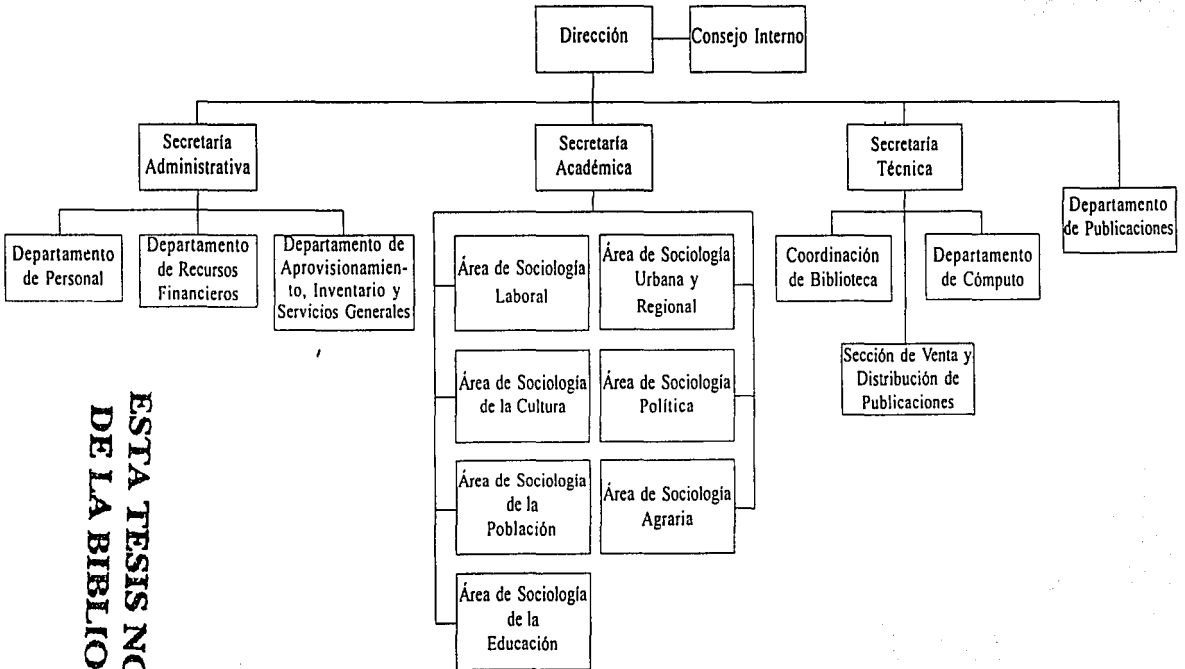 Dirección
Consejo Interno
Secretaría
Administrativa
Secretaría
Académica
Secretaría
Técnica
Departamento
de Publicaciones
Departamento
de Personal
Departamento
de Recursos
Financieros
Departamento de
Aprovisionamien-
to, Inventario y
Servicios Generales
Área de Sociología
Laboral
Área de Sociología
Urbana y
Regional
Área de Sociología
de la Cultura
Área de Sociología
Política
Área de Sociología
de la
Población
Área de Sociología
Agraria
Área de Sociología
de la
Educación
Coordinación
de Biblioteca
Departamento
de Cómputo
Sección de Venta y
Distribución de
Publicaciones
ESTA TESIS NO
DE LA BIBLIO